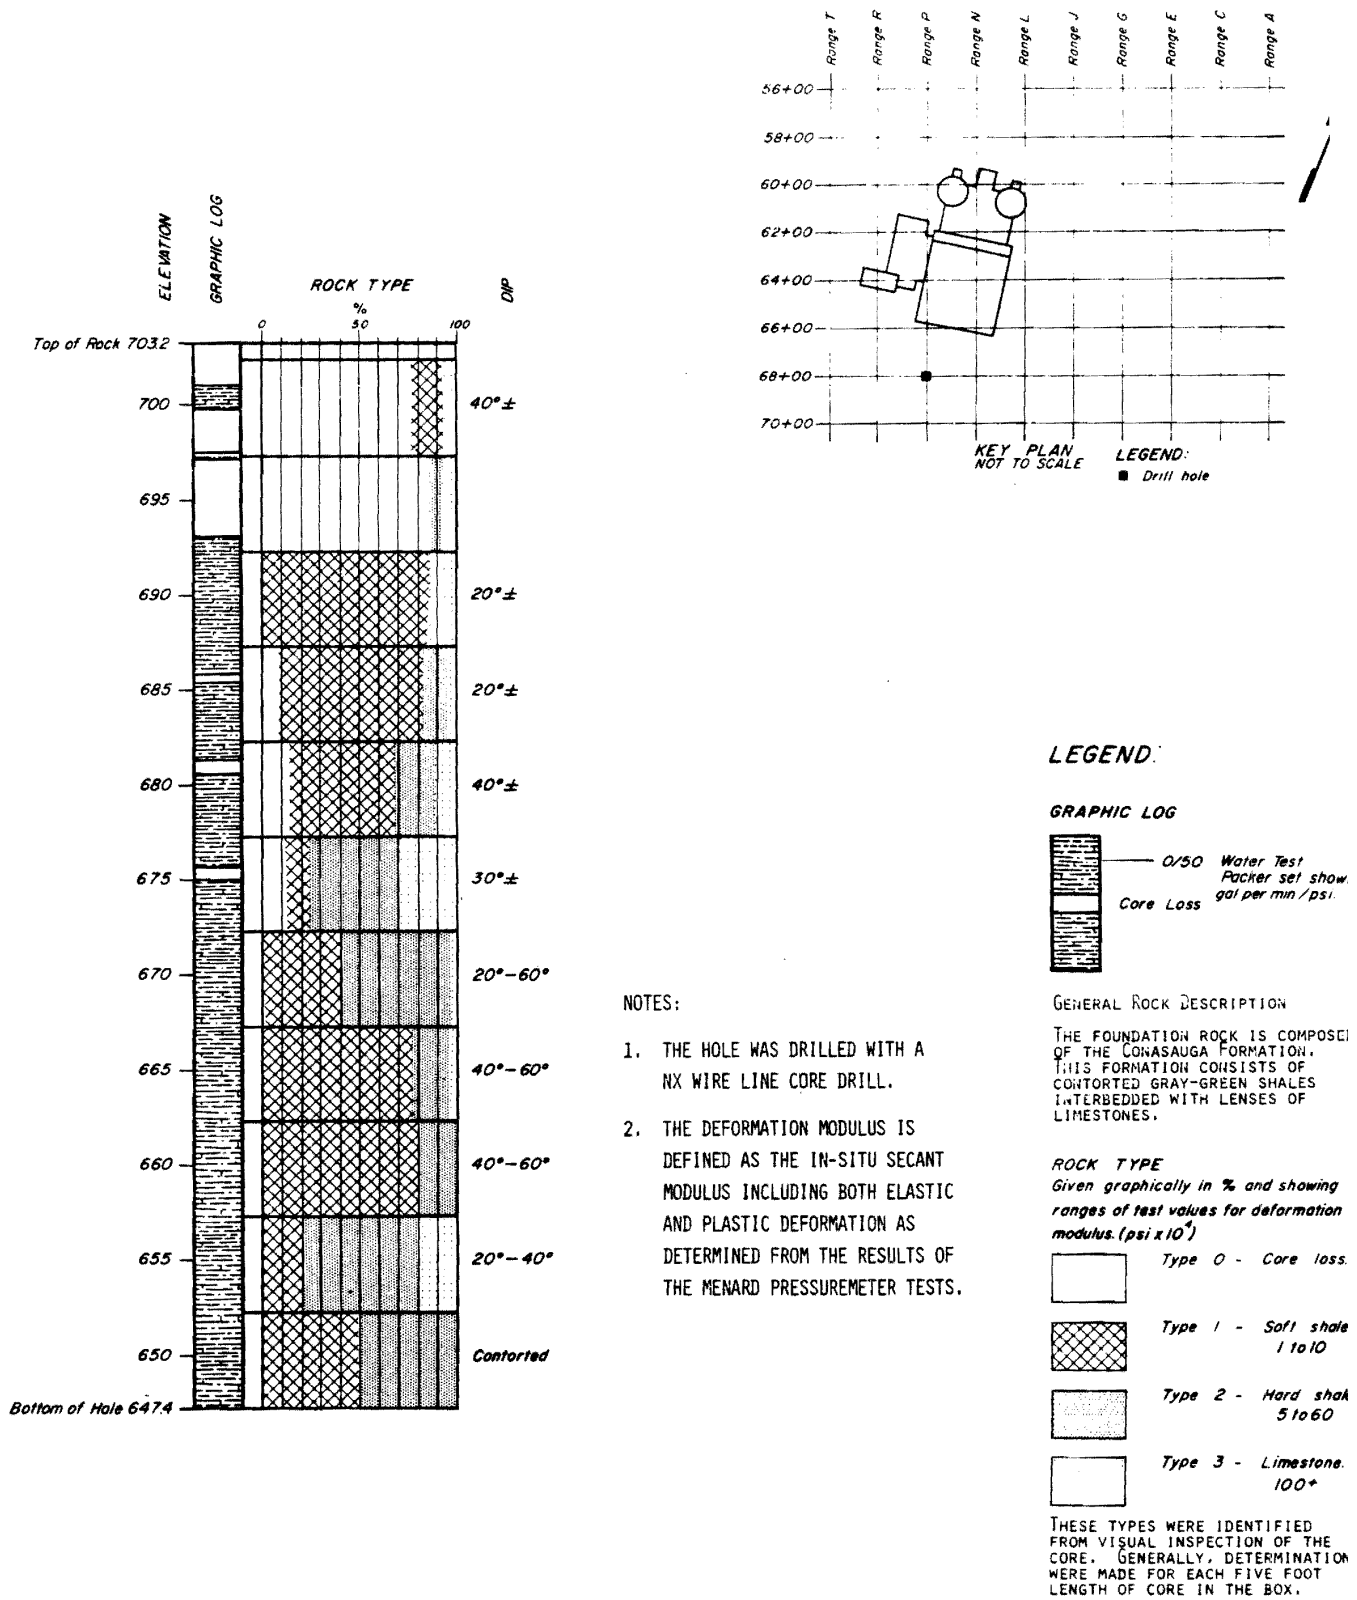 Range T
Range R
Range P
Range N
Range L
Range J
Range G
Range E
Range C
Range A
56+00
58+00
60+00
62+00
64+00
66+00
68+00
70+00
KEY PLAN
NOT TO SCALE
LEGEND:
Drill hole
ELEVATION
GRAPHIC LOG
ROCK TYPE
%
DIP
0 50 100
Top of Rock 703.2
700 40°±
695
690 20°±
685 20°±
680 40°±
675 30°±
670 20°-60°
665 40°-60°
660 40°-60°
655 20°-40°
650 Contorted
Bottom of Hole 647.4
NOTES:
1. THE HOLE WAS DRILLED WITH A
NX WIRE LINE CORE DRILL.
2. THE DEFORMATION MODULUS IS
DEFINED AS THE IN-SITU SECANT
MODULUS INCLUDING BOTH ELASTIC
AND PLASTIC DEFORMATION AS
DETERMINED FROM THE RESULTS OF
THE MENARD PRESSUREMETER TESTS.
LEGEND:
GRAPHIC LOG
0/50 Water Test
Packer set show
gal per min/psi.
Core Loss
GENERAL ROCK DESCRIPTION
THE FOUNDATION ROCK IS COMPOSED
OF THE CONASAUGA FORMATION.
THIS FORMATION CONSISTS OF
CONTORTED GRAY-GREEN SHALES
INTERBEDDED WITH LENSES OF
LIMESTONES.
ROCK TYPE
Given graphically in % and showing
ranges of test values for deformation
modulus. (psi x 10⁴)
Type 0 - Core loss.
Type 1 - Soft shale
1 to 10
Type 2 - Hard shal
5 to 60
Type 3 - Limestone.
100+
THESE TYPES WERE IDENTIFIED
FROM VISUAL INSPECTION OF THE
CORE. GENERALLY, DETERMINATION
WERE MADE FOR EACH FIVE FOOT
LENGTH OF CORE IN THE BOX.